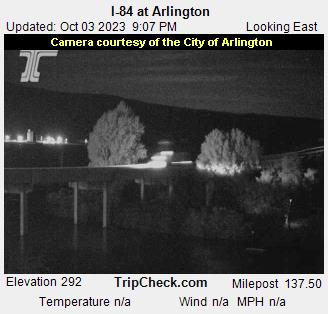 I-84 at Arlington
Updated: Oct 03 2023 9:07 PM Looking East
Camera courtesy of the City of Arlington
Elevation 292 TripCheck.com Milepost 137.50
Temperature n/a Wind n/a MPH n/a